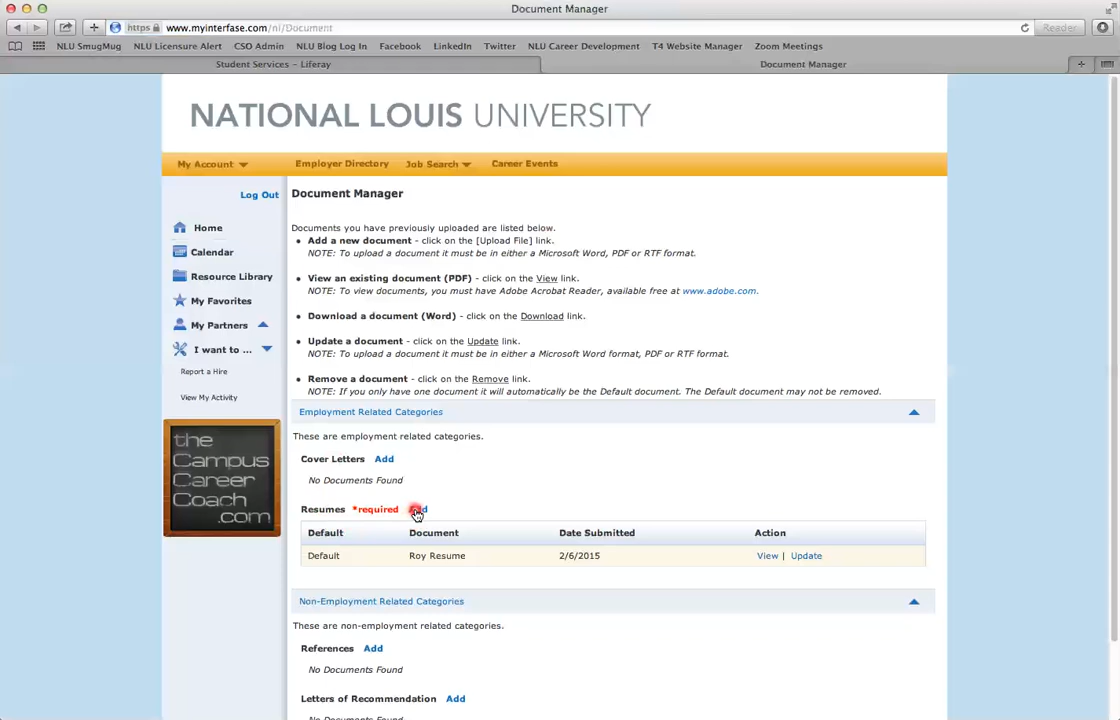 Document Manager
https www.myinterfase.com/nl/Document
Reader
NLU SmugMug NLU Licensure Alert CSO Admin NLU Blog Log In Facebook LinkedIn Twitter NLU Career Development T4 Website Manager Zoom Meetings
Student Services – Liferay Document Manager
NATIONAL LOUIS UNIVERSITY
My Account Employer Directory Job Search Career Events
Log Out
Home
Calendar
Resource Library
My Favorites
My Partners
I want to ...
Report a Hire
View My Activity
the
Campus
Career
Coach
.com
Document Manager
Documents you have previously uploaded are listed below.
• Add a new document - click on the [Upload File] link.
NOTE: To upload a document it must be in either a Microsoft Word, PDF or RTF format.
• View an existing document (PDF) - click on the View link.
NOTE: To view documents, you must have Adobe Acrobat Reader, available free at www.adobe.com.
• Download a document (Word) - click on the Download link.
• Update a document - click on the Update link.
NOTE: To upload a document it must be in either a Microsoft Word format, PDF or RTF format.
• Remove a document - click on the Remove link.
NOTE: If you only have one document it will automatically be the Default document. The Default document may not be removed.
Employment Related Categories
These are employment related categories.
Cover Letters Add
No Documents Found
Resumes *required
Default Document Date Submitted Action
Default Roy Resume 2/6/2015 View | Update
Non-Employment Related Categories
These are non-employment related categories.
References Add
No Documents Found
Letters of Recommendation Add
No Documents Found